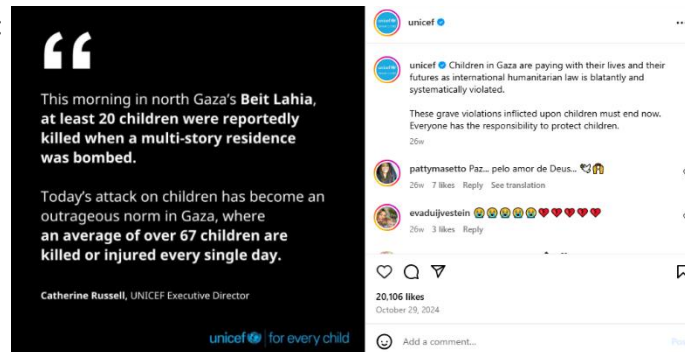 This morning in north Gaza's Beit Lahia,
at least 20 children were reportedly
killed when a multi-story residence
was bombed.
Today's attack on children has become an
outrageous norm in Gaza, where
an average of over 67 children are
killed or injured every single day.
Catherine Russell, UNICEF Executive Director
unicef for every child
unicef
unicef Children in Gaza are paying with their lives and their
futures as international humanitarian law is blatantly and
systematically violated.
These grave violations inflicted upon children must end now.
Everyone has the responsibility to protect children.
26w
pattymasetto Paz... pelo amor de Deus...
26w 7 likes Reply See translation
evaduijvestein
26w 3 likes Reply
20,106 likes
October 29, 2024
Add a comment...